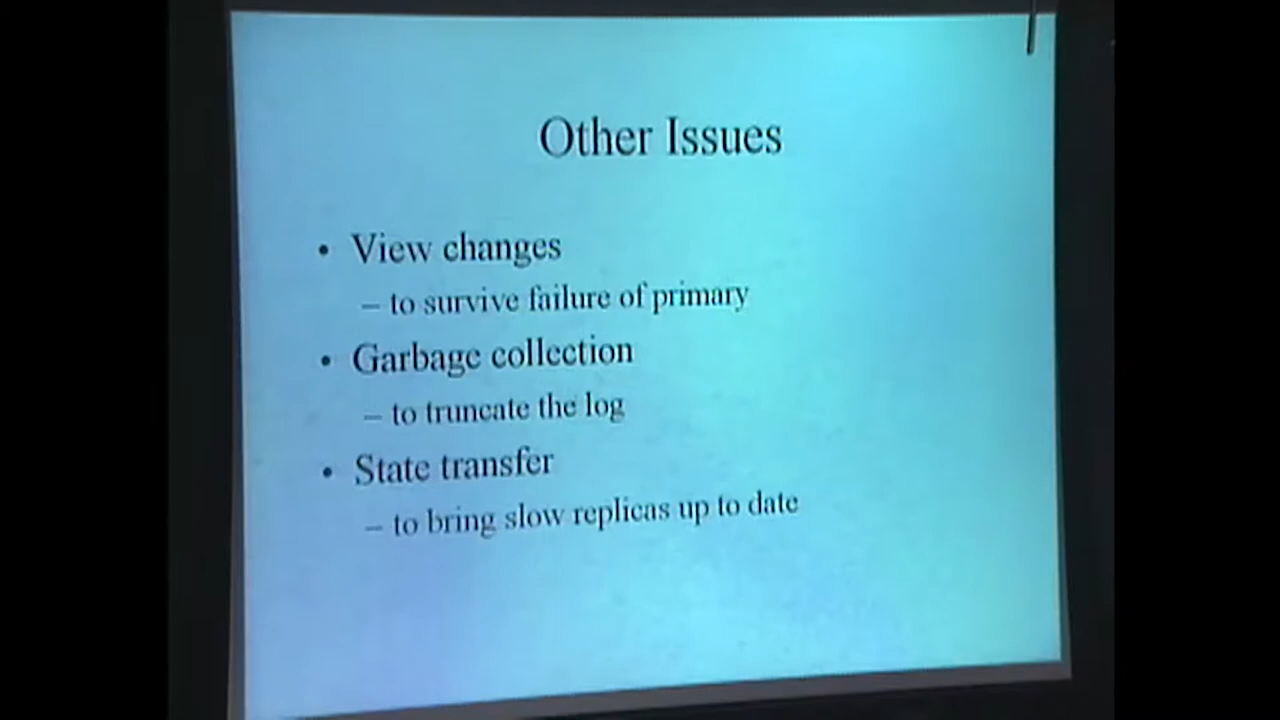 Other Issues
• View changes
– to survive failure of primary
• Garbage collection
– to truncate the log
• State transfer
– to bring slow replicas up to date